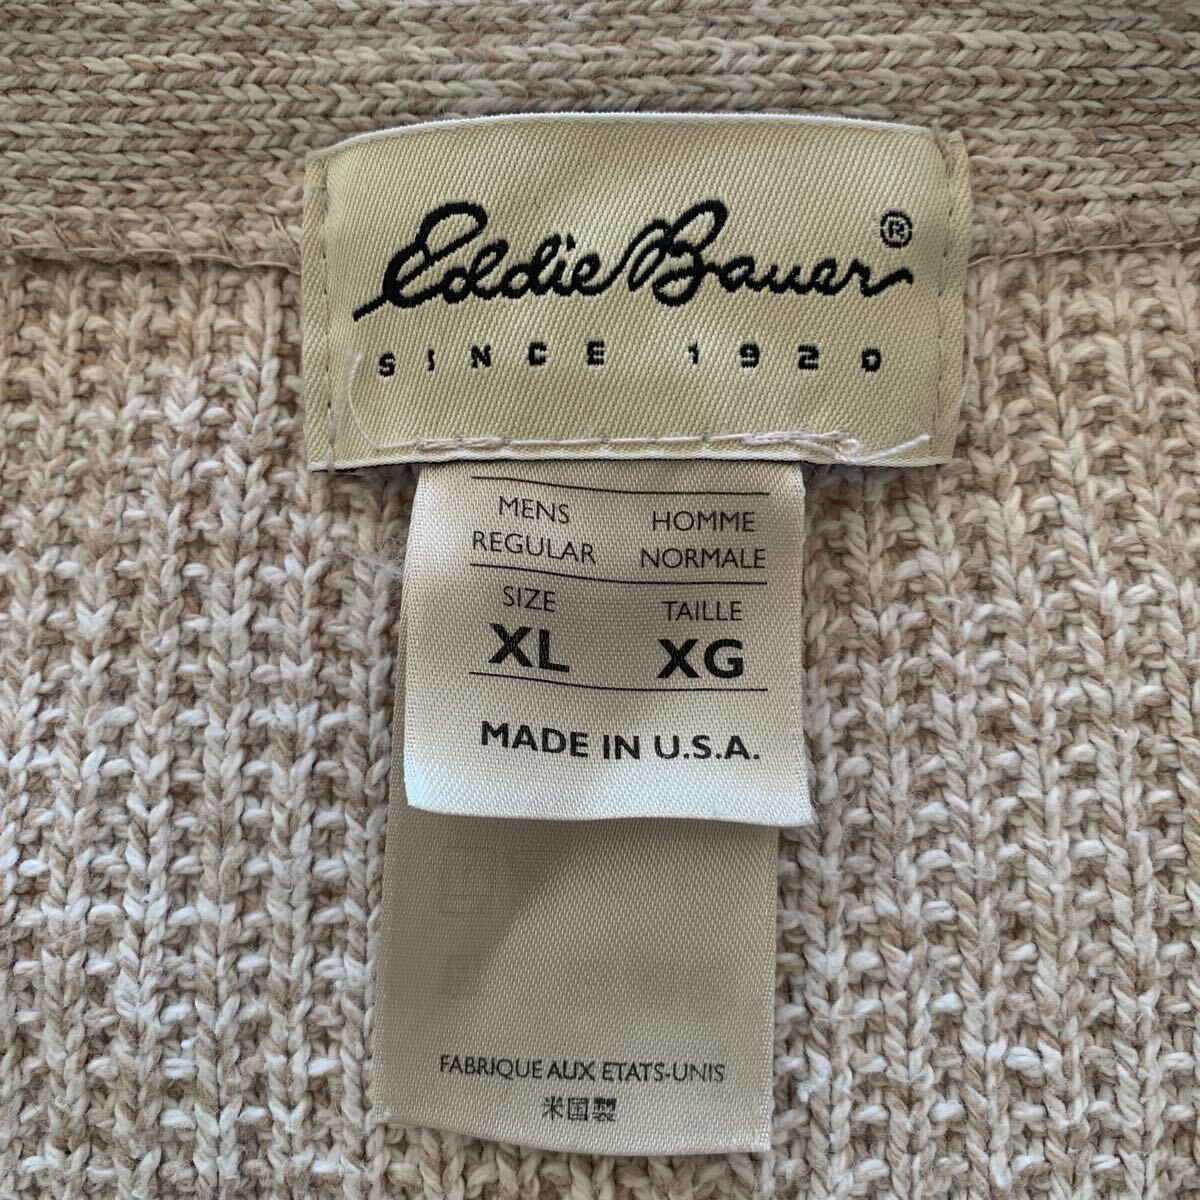 Eddie Bauer®
SINCE 1920
MENS HOMME
REGULAR NORMALE
SIZE TAILLE
XL XG
MADE IN U.S.A.
FABRIQUE AUX ETATS-UNIS
米国製